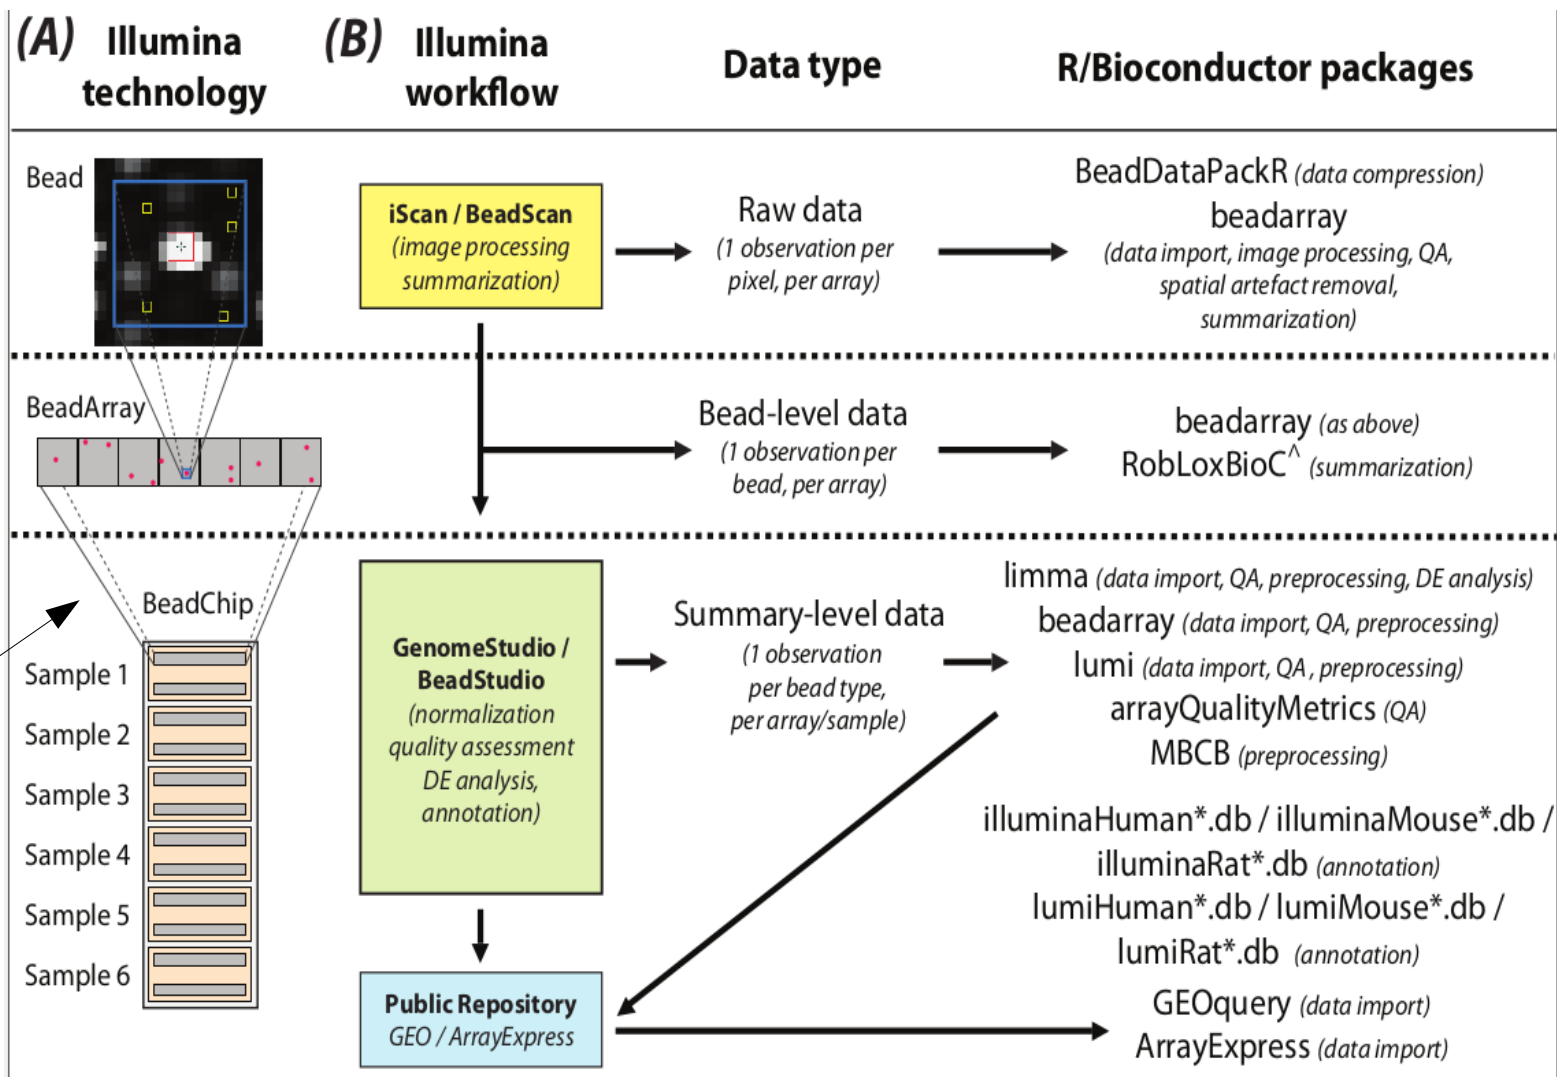 (A) Illumina technology
(B) Illumina workflow
Data type
R/Bioconductor packages
Bead
iScan / BeadScan
(image processing
summarization)
Raw data
(1 observation per
pixel, per array)
BeadDataPackR (data compression)
beadarray
(data import, image processing, QA,
spatial artefact removal,
summarization)
BeadArray
Bead-level data
(1 observation per
bead, per array)
beadarray (as above)
RobLoxBioC^ (summarization)
BeadChip
Sample 1
Sample 2
Sample 3
Sample 4
Sample 5
Sample 6
GenomeStudio /
BeadStudio
(normalization
quality assessment
DE analysis,
annotation)
Summary-level data
(1 observation
per bead type,
per array/sample)
limma (data import, QA, preprocessing, DE analysis)
beadarray (data import, QA, preprocessing)
lumi (data import, QA , preprocessing)
arrayQualityMetrics (QA)
MBCB (preprocessing)
illuminaHuman*.db / illuminaMouse*.db /
illuminaRat*.db (annotation)
lumiHuman*.db / lumiMouse*.db /
lumiRat*.db (annotation)
Public Repository
GEO / ArrayExpress
GEOquery (data import)
ArrayExpress (data import)